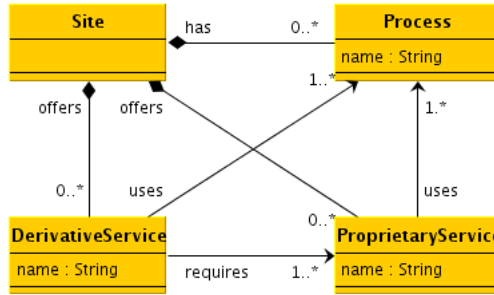 Site
has
0..*
Process
name : String
1..*
offers
offers
1.*
0..*
uses
0..*
uses
DerivativeService
name : String
requires
1..*
ProprietaryService
name : String